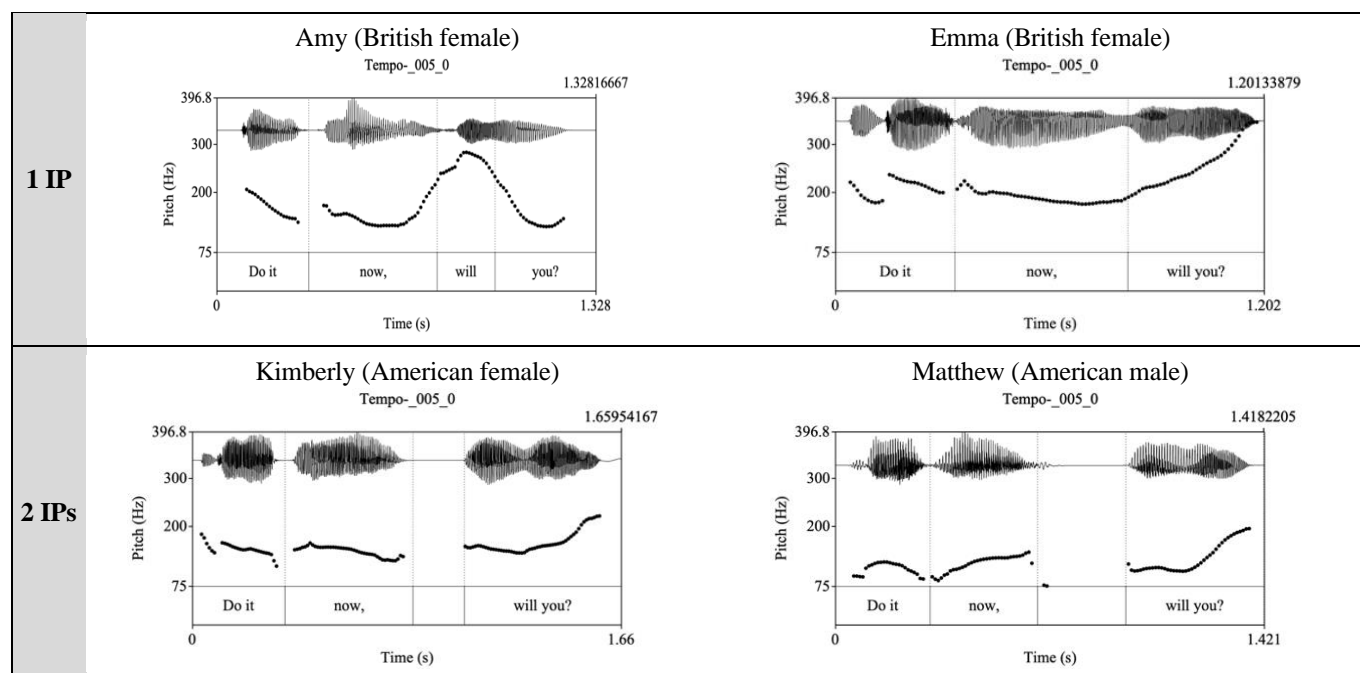 1 IP
Amy (British female)
Tempo-_005_0
1.32816667
396.8
300
200
75
Pitch (Hz)
Do it now, will you?
0 1.328
Time (s)
Emma (British female)
Tempo-_005_0
1.20133879
396.8
300
200
75
Pitch (Hz)
Do it now, will you?
0 1.202
Time (s)
2 IPs
Kimberly (American female)
Tempo-_005_0
1.65954167
396.8
300
200
75
Pitch (Hz)
Do it now, will you?
0 1.66
Time (s)
Matthew (American male)
Tempo-_005_0
1.4182205
396.8
300
200
75
Pitch (Hz)
Do it now, will you?
0 1.421
Time (s)